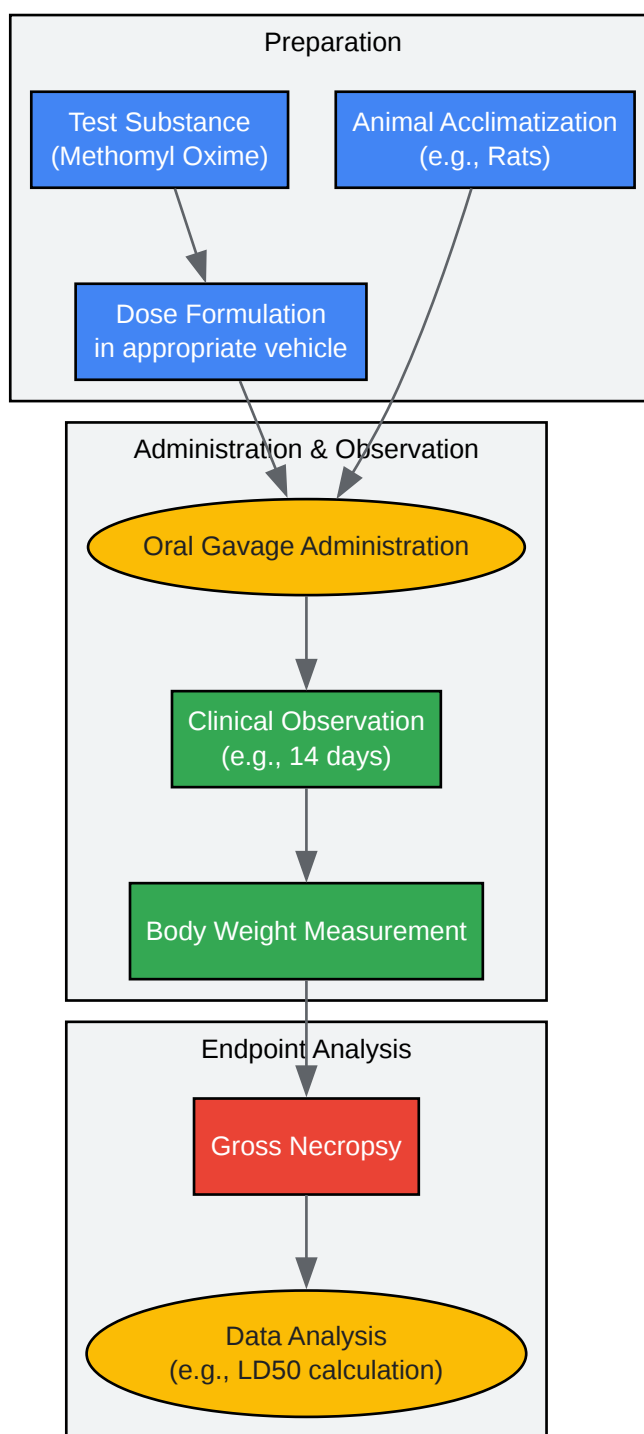 Preparation
Test Substance
(Methomyl Oxime)
Animal Acclimatization
(e.g., Rats)
Dose Formulation
in appropriate vehicle
Administration & Observation
Oral Gavage Administration
Clinical Observation
(e.g., 14 days)
Body Weight Measurement
Endpoint Analysis
Gross Necropsy
Data Analysis
(e.g., LD50 calculation)